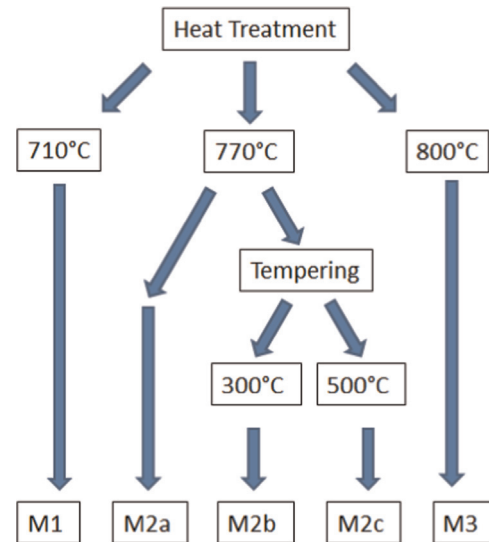 Heat Treatment
710°C
770°C
800°C
Tempering
300°C
500°C
M1
M2a
M2b
M2c
M3